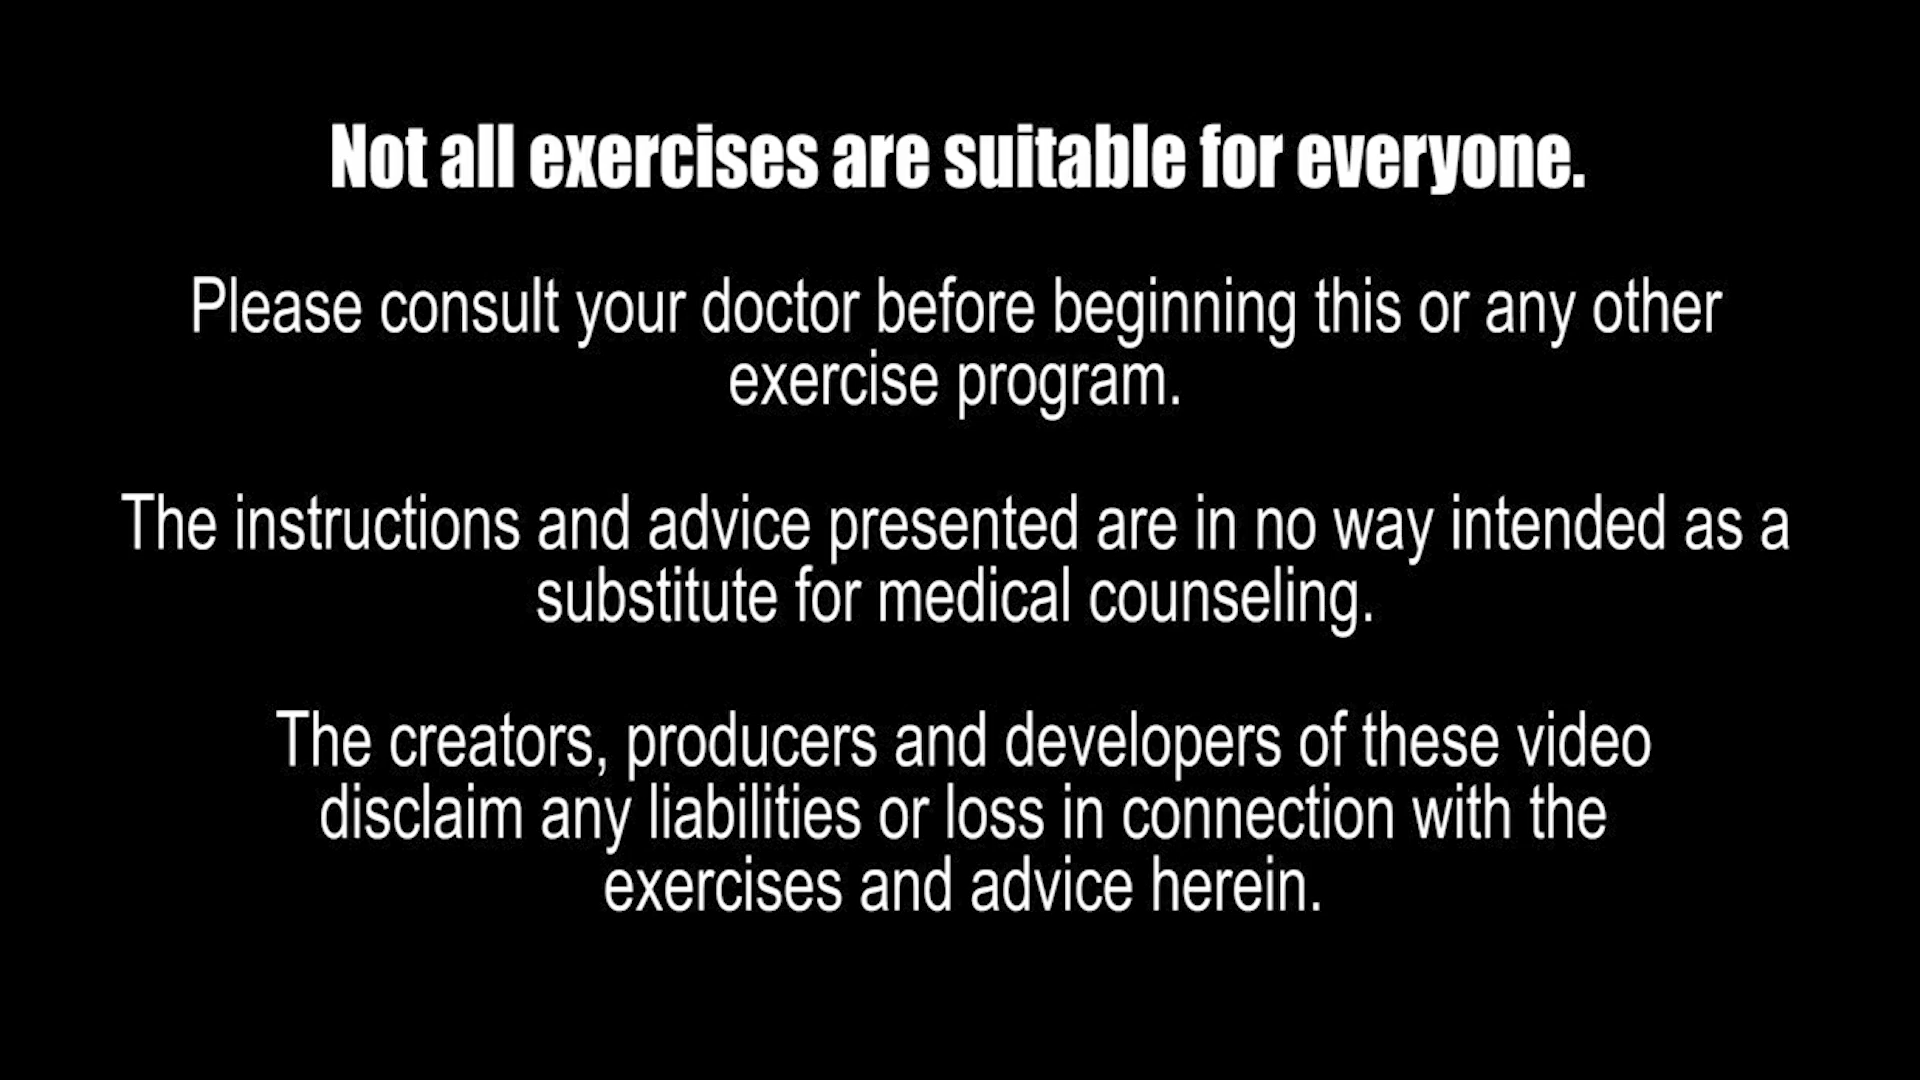 Not all exercises are suitable for everyone.
Please consult your doctor before beginning this or any other
exercise program.
The instructions and advice presented are in no way intended as a
substitute for medical counseling.
The creators, producers and developers of these video
disclaim any liabilities or loss in connection with the
exercises and advice herein.